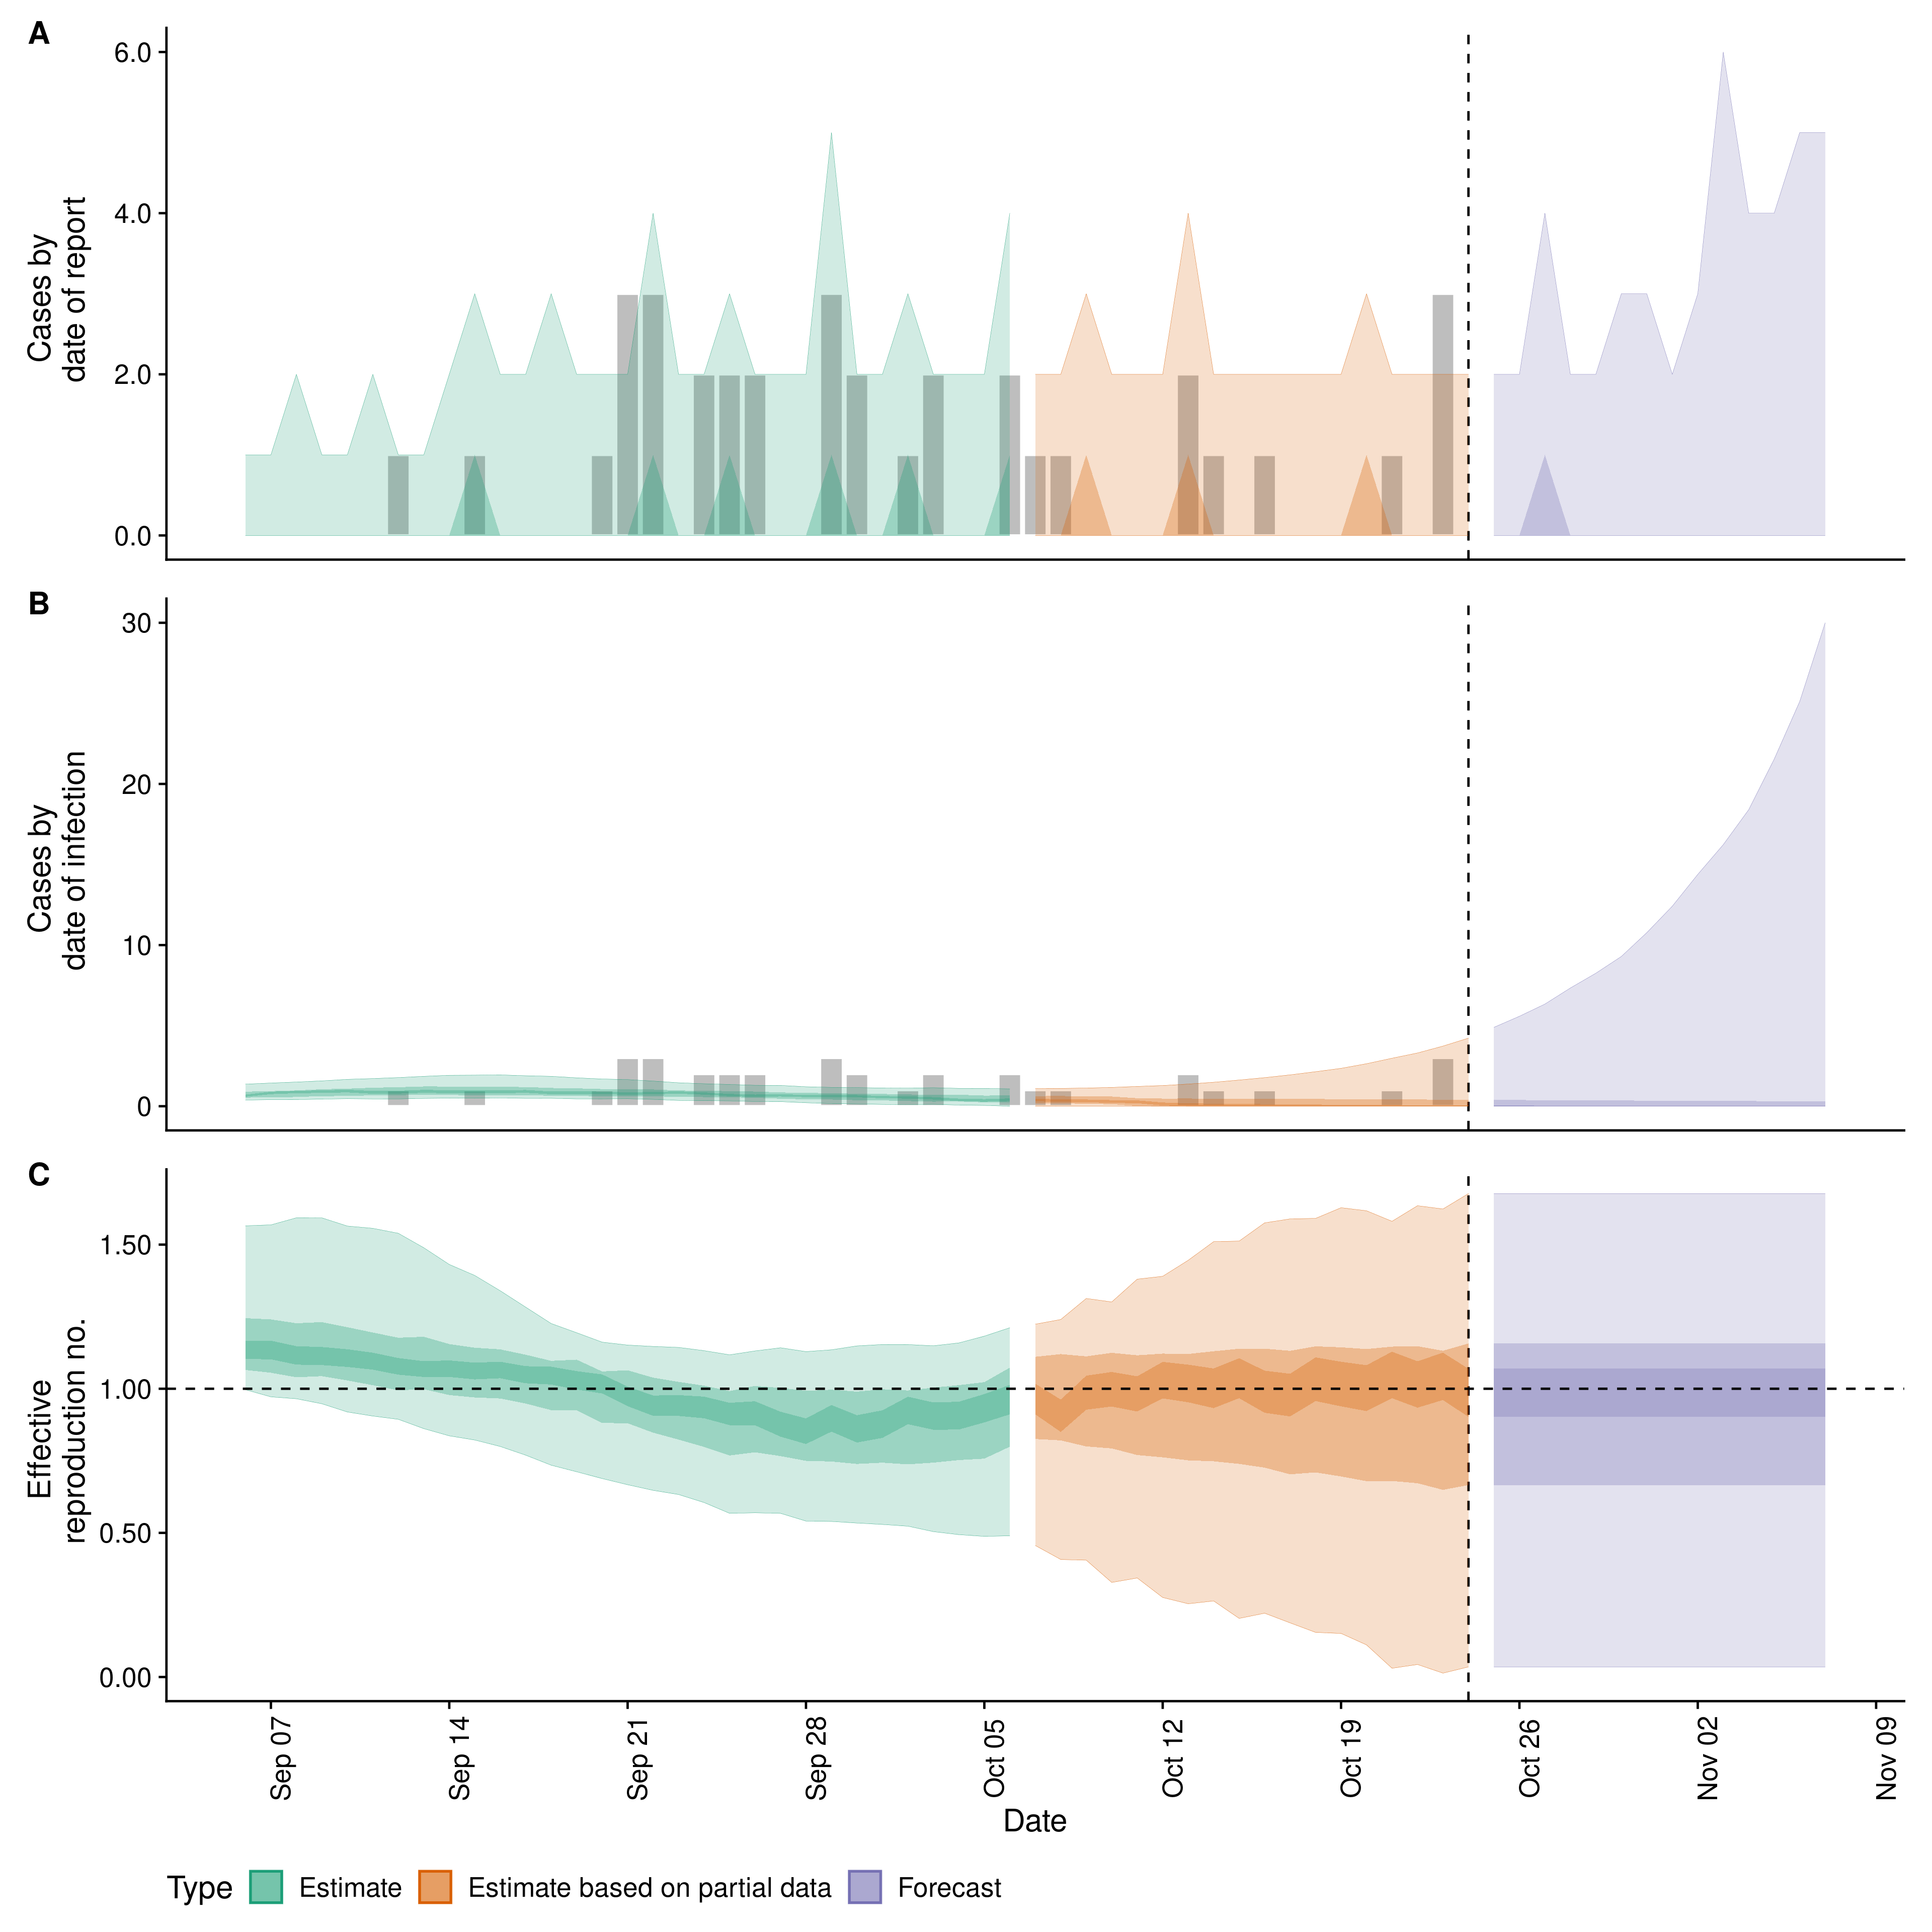 A
Cases by
date of report
6.0
4.0
2.0
0.0
B
Cases by
date of infection
30
20
10
0
C
Effective
reproduction no.
1.50
1.00
0.50
0.00
Sep 07
Sep 14
Sep 21
Sep 28
Oct 05
Oct 12
Oct 19
Oct 26
Nov 02
Nov 09
Date
Type Estimate Estimate based on partial data Forecast